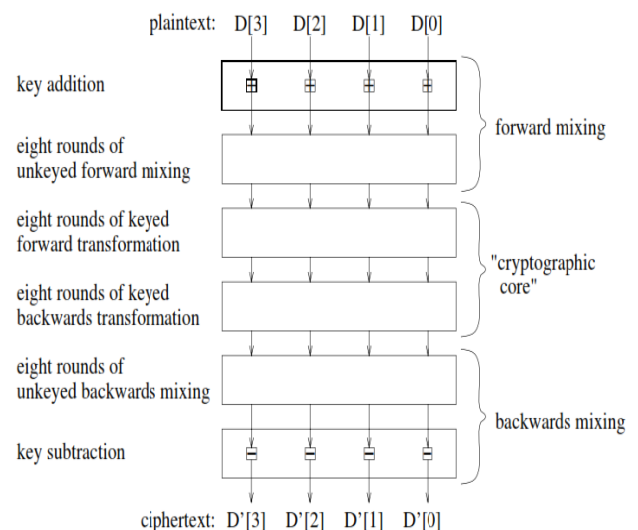 plaintext: D[3] D[2] D[1] D[0]
key addition
forward mixing
eight rounds of
unkeyed forward mixing
eight rounds of keyed
forward transformation
"cryptographic
core"
eight rounds of keyed
backwards transformation
eight rounds of
unkeyed backwards mixing
backwards mixing
key subtraction
ciphertext: D'[3] D'[2] D'[1] D'[0]